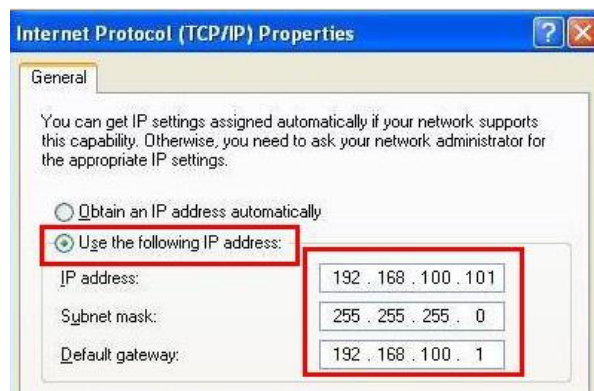 Internet Protocol (TCP/IP) Properties
General
You can get IP settings assigned automatically if your network supports
this capability. Otherwise, you need to ask your network administrator for
the appropriate IP settings.
Obtain an IP address automatically
Use the following IP address:
IP address: 192 . 168 . 100 . 101
Subnet mask: 255 . 255 . 255 . 0
Default gateway: 192 . 168 . 100 . 1